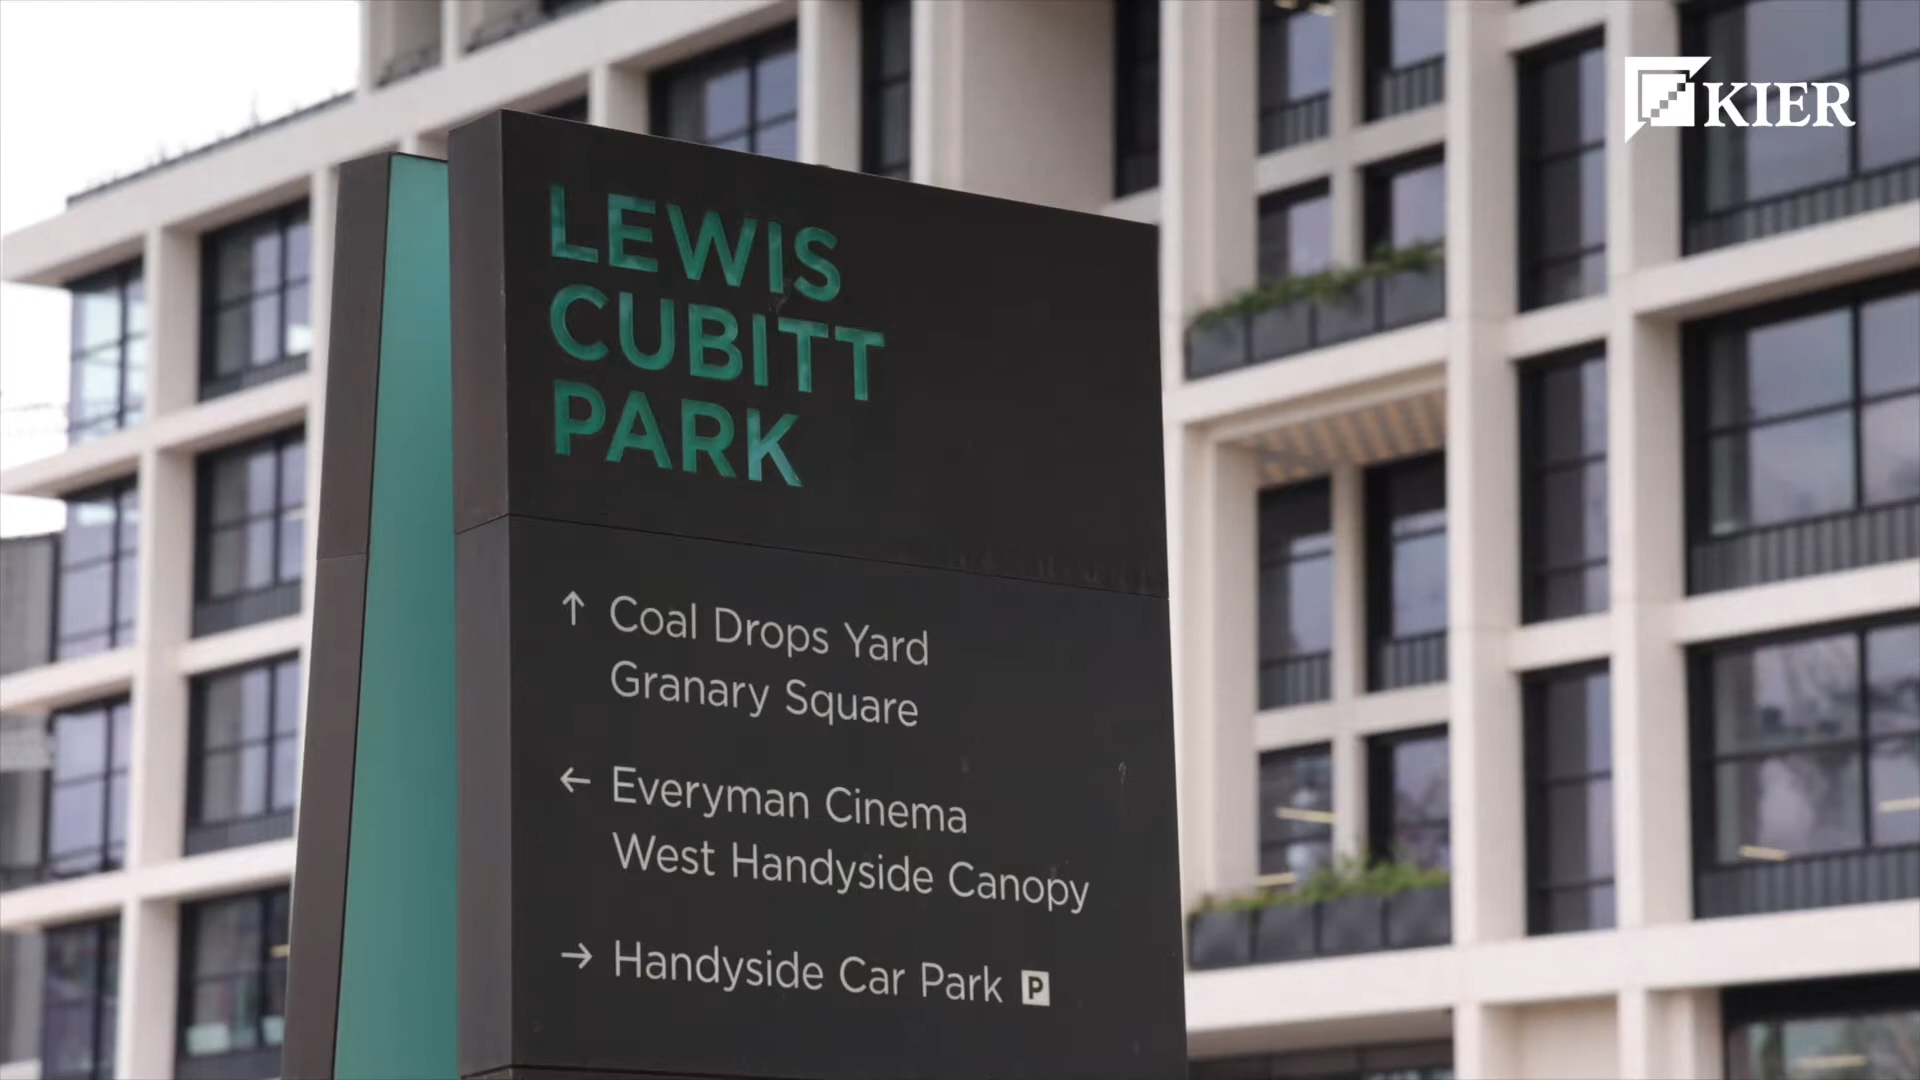 KIER
LEWIS
CUBITT
PARK
↑ Coal Drops Yard
Granary Square
← Everyman Cinema
West Handyside Canopy
→ Handyside Car Park P